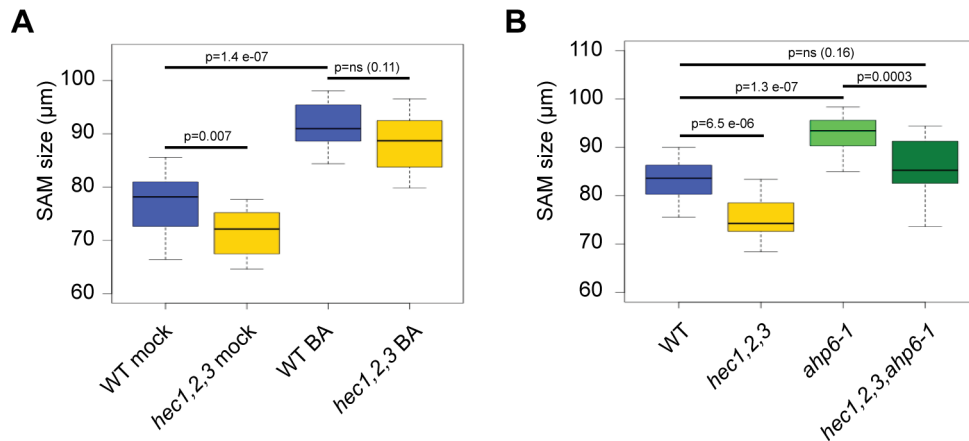 A
SAM size (µm)
100
90
80
70
60
p=1.4 e-07
p=ns (0.11)
p=0.007
WT mock
hec1,2,3 mock
WT BA
hec1,2,3 BA
B
SAM size (µm)
110
100
90
80
70
60
p=ns (0.16)
p=0.0003
p=1.3 e-07
p=6.5 e-06
WT
hec1,2,3
ahp6-1
hec1,2,3,ahp6-1